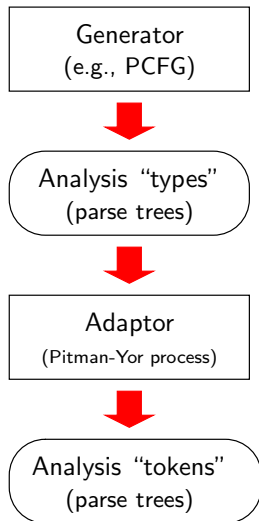 Generator
(e.g., PCFG)
Analysis “types”
(parse trees)
Adaptor
(Pitman-Yor process)
Analysis “tokens”
(parse trees)